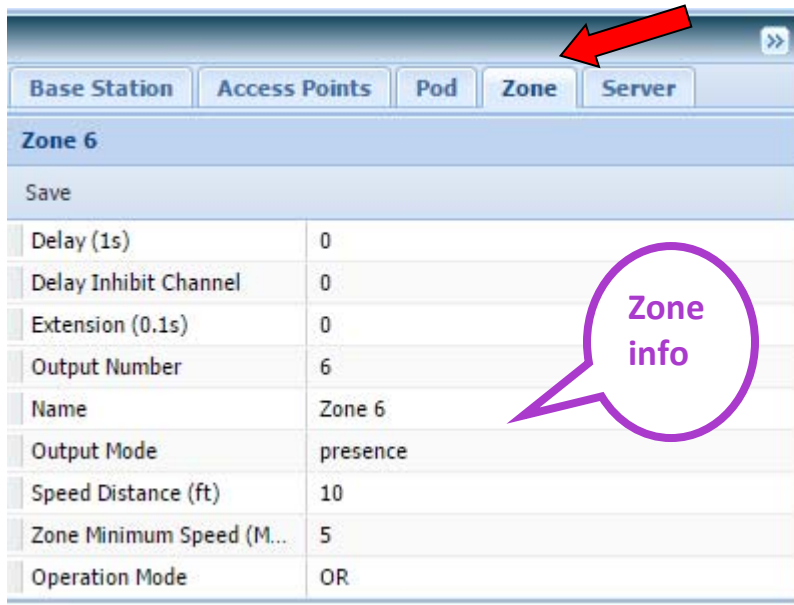 Base Station Access Points Pod Zone Server
Zone 6
Save
Delay (1s) 0
Delay Inhibit Channel 0
Extension (0.1s) 0
Output Number 6
Name Zone 6
Output Mode presence
Speed Distance (ft) 10
Zone Minimum Speed (M... 5
Operation Mode OR
Zone
info